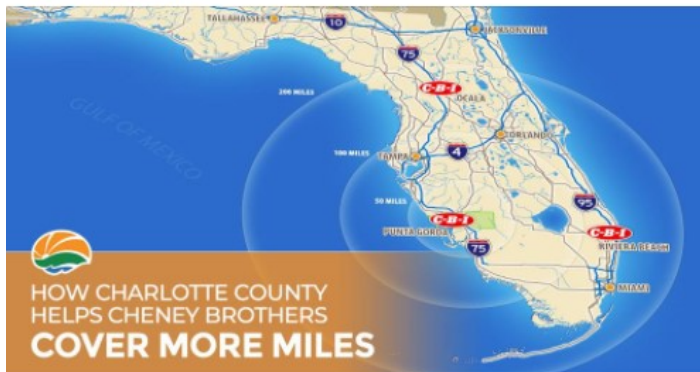 TALLAHASSEE
10
JACKSONVILLE
75
C-B-I
OCALA
200 MILES
GULF OF MEXICO
ORLANDO
100 MILES
TAMPA
4
50 MILES
95
C-B-I
PUNTA GORDA
C-B-I
RIVIERA BEACH
75
MIAMI
HOW CHARLOTTE COUNTY
HELPS CHENEY BROTHERS
COVER MORE MILES